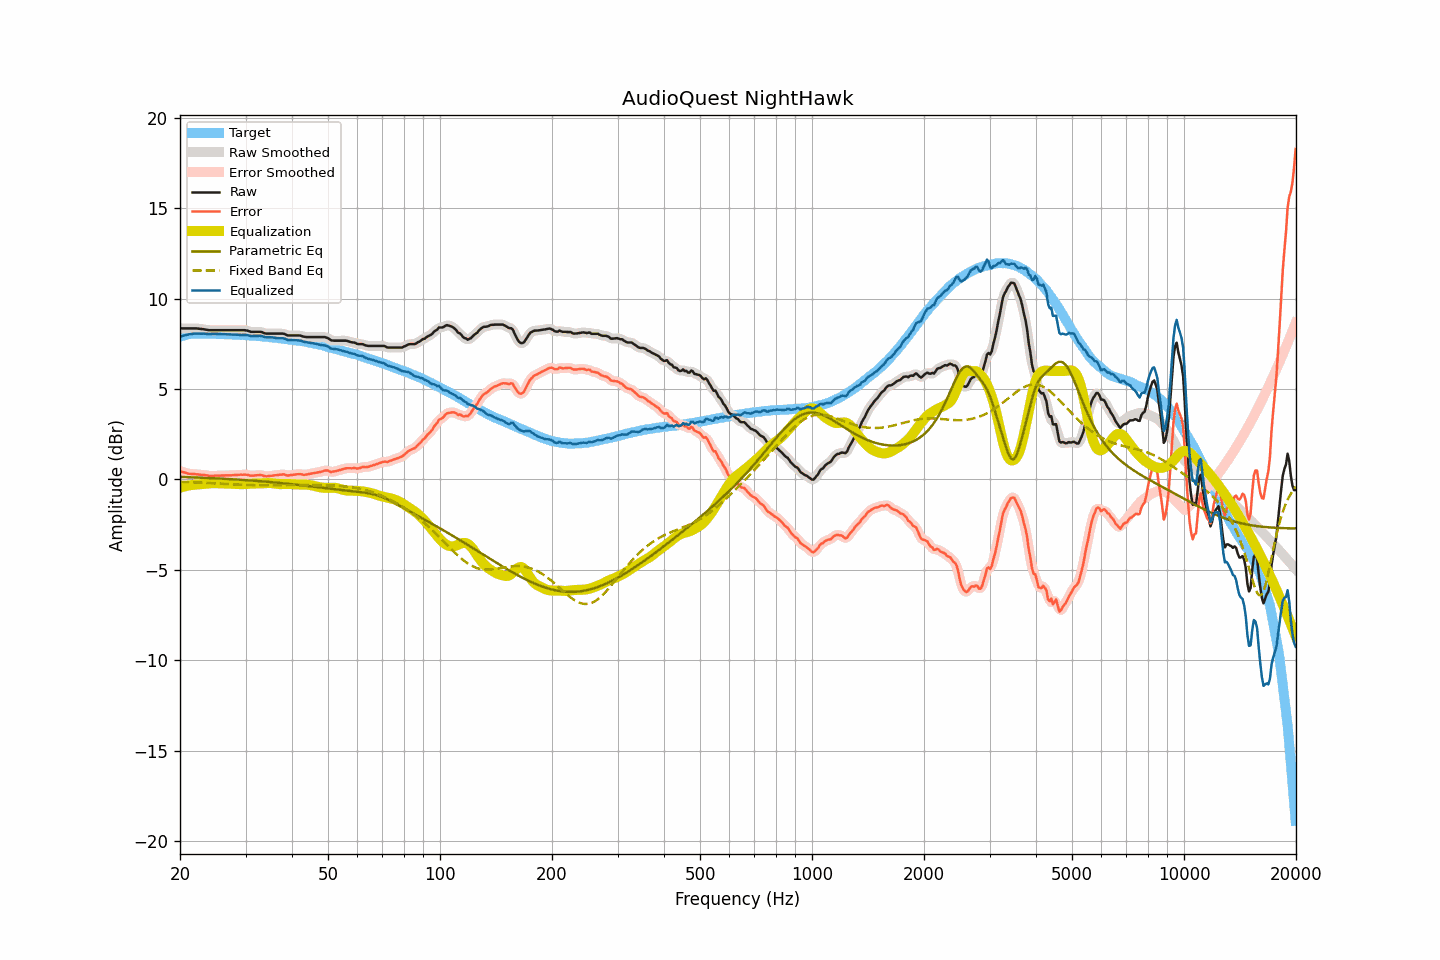 AudioQuest NightHawk
20
15
10
5
0
−5
−10
−15
−20
Amplitude (dBr)
Target
Raw Smoothed
Error Smoothed
Raw
Error
Equalization
Parametric Eq
Fixed Band Eq
Equalized
20 50 100 200 500 1000 2000 5000 10000 20000
Frequency (Hz)